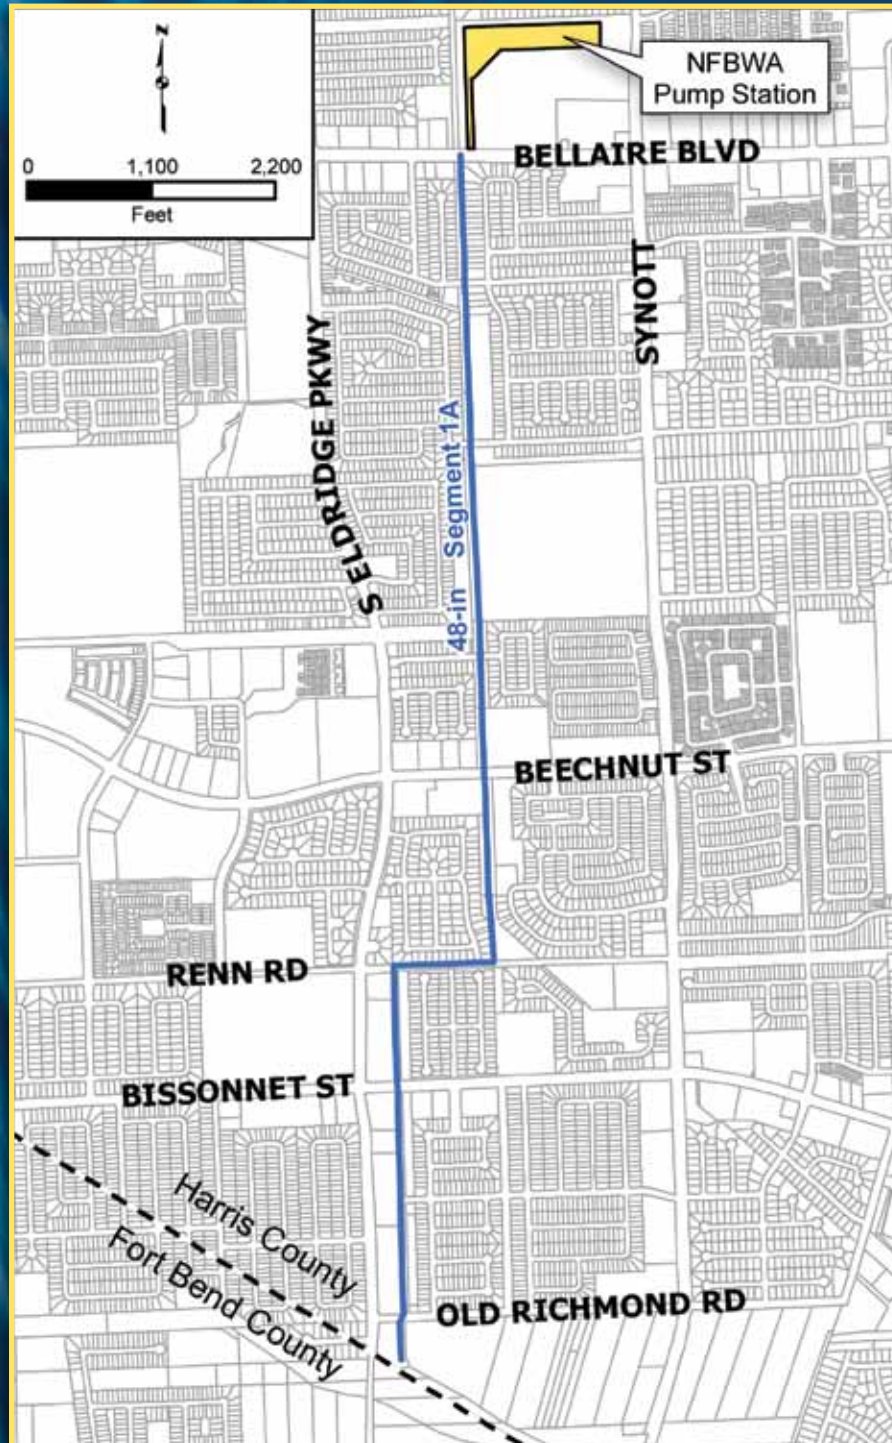 N
0 1,100 2,200
Feet
NFBWA
Pump Station
BELLAIRE BLVD
SYNOTT
S ELDRIDGE PKWY
48-in Segment 1A
BEECHNUT ST
RENN RD
BISSONNET ST
Harris County
Fort Bend County
OLD RICHMOND RD